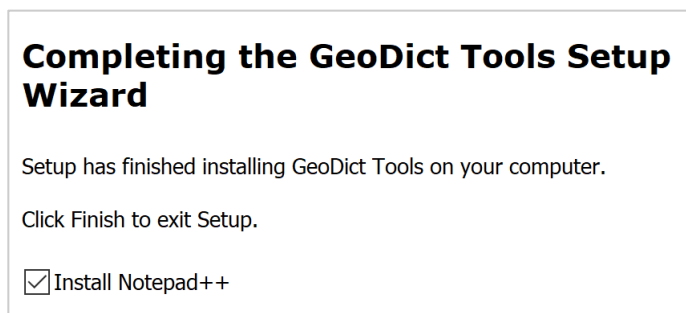 Completing the GeoDict Tools Setup
Wizard
Setup has finished installing GeoDict Tools on your computer.
Click Finish to exit Setup.
Install Notepad++